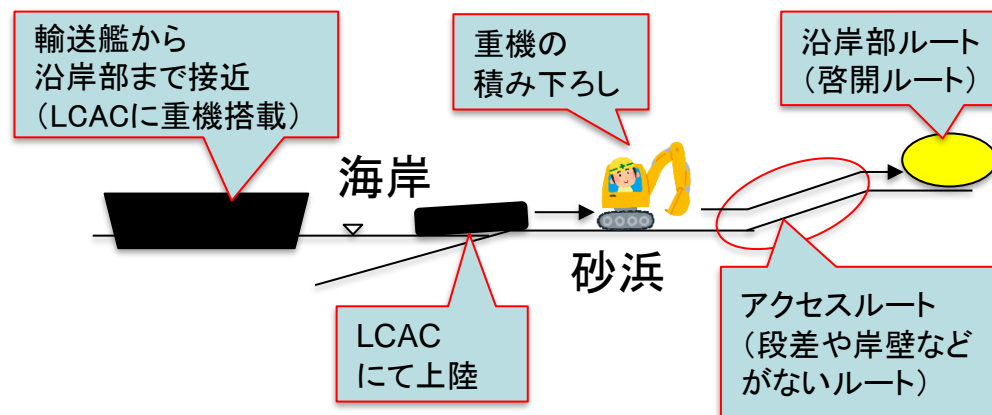 輸送艦から
沿岸部まで接近
（LCACに重機搭載）
重機の
積み下ろし
沿岸部ルート
（啓開ルート）
海岸
砂浜
LCAC
にて上陸
アクセスルート
（段差や岸壁など
がないルート）